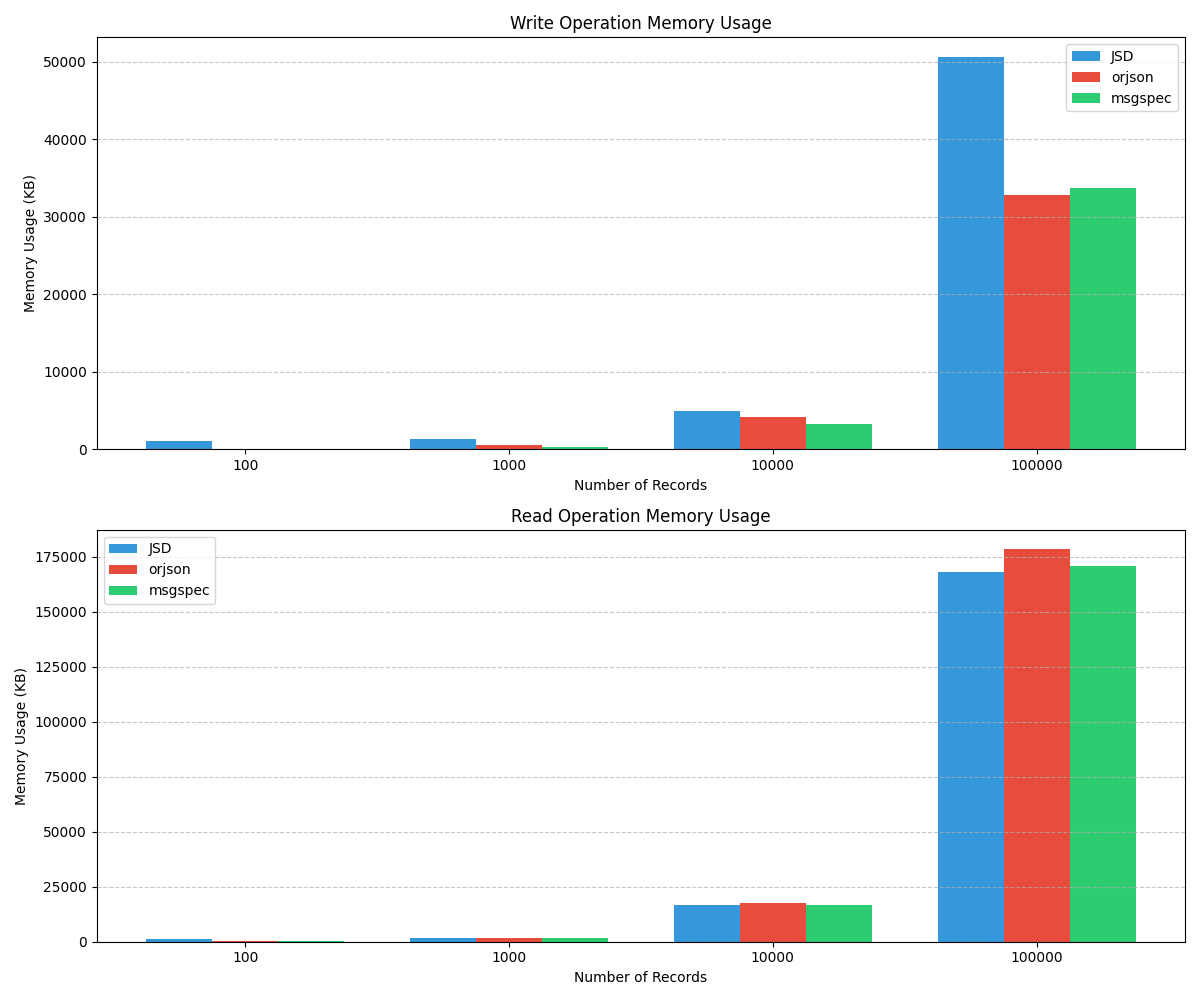 Write Operation Memory Usage
Memory Usage (KB)
50000
40000
30000
20000
10000
0
JSD
orjson
msgspec
100 1000 10000 100000
Number of Records
Read Operation Memory Usage
Memory Usage (KB)
175000
150000
125000
100000
75000
50000
25000
0
JSD
orjson
msgspec
100 1000 10000 100000
Number of Records